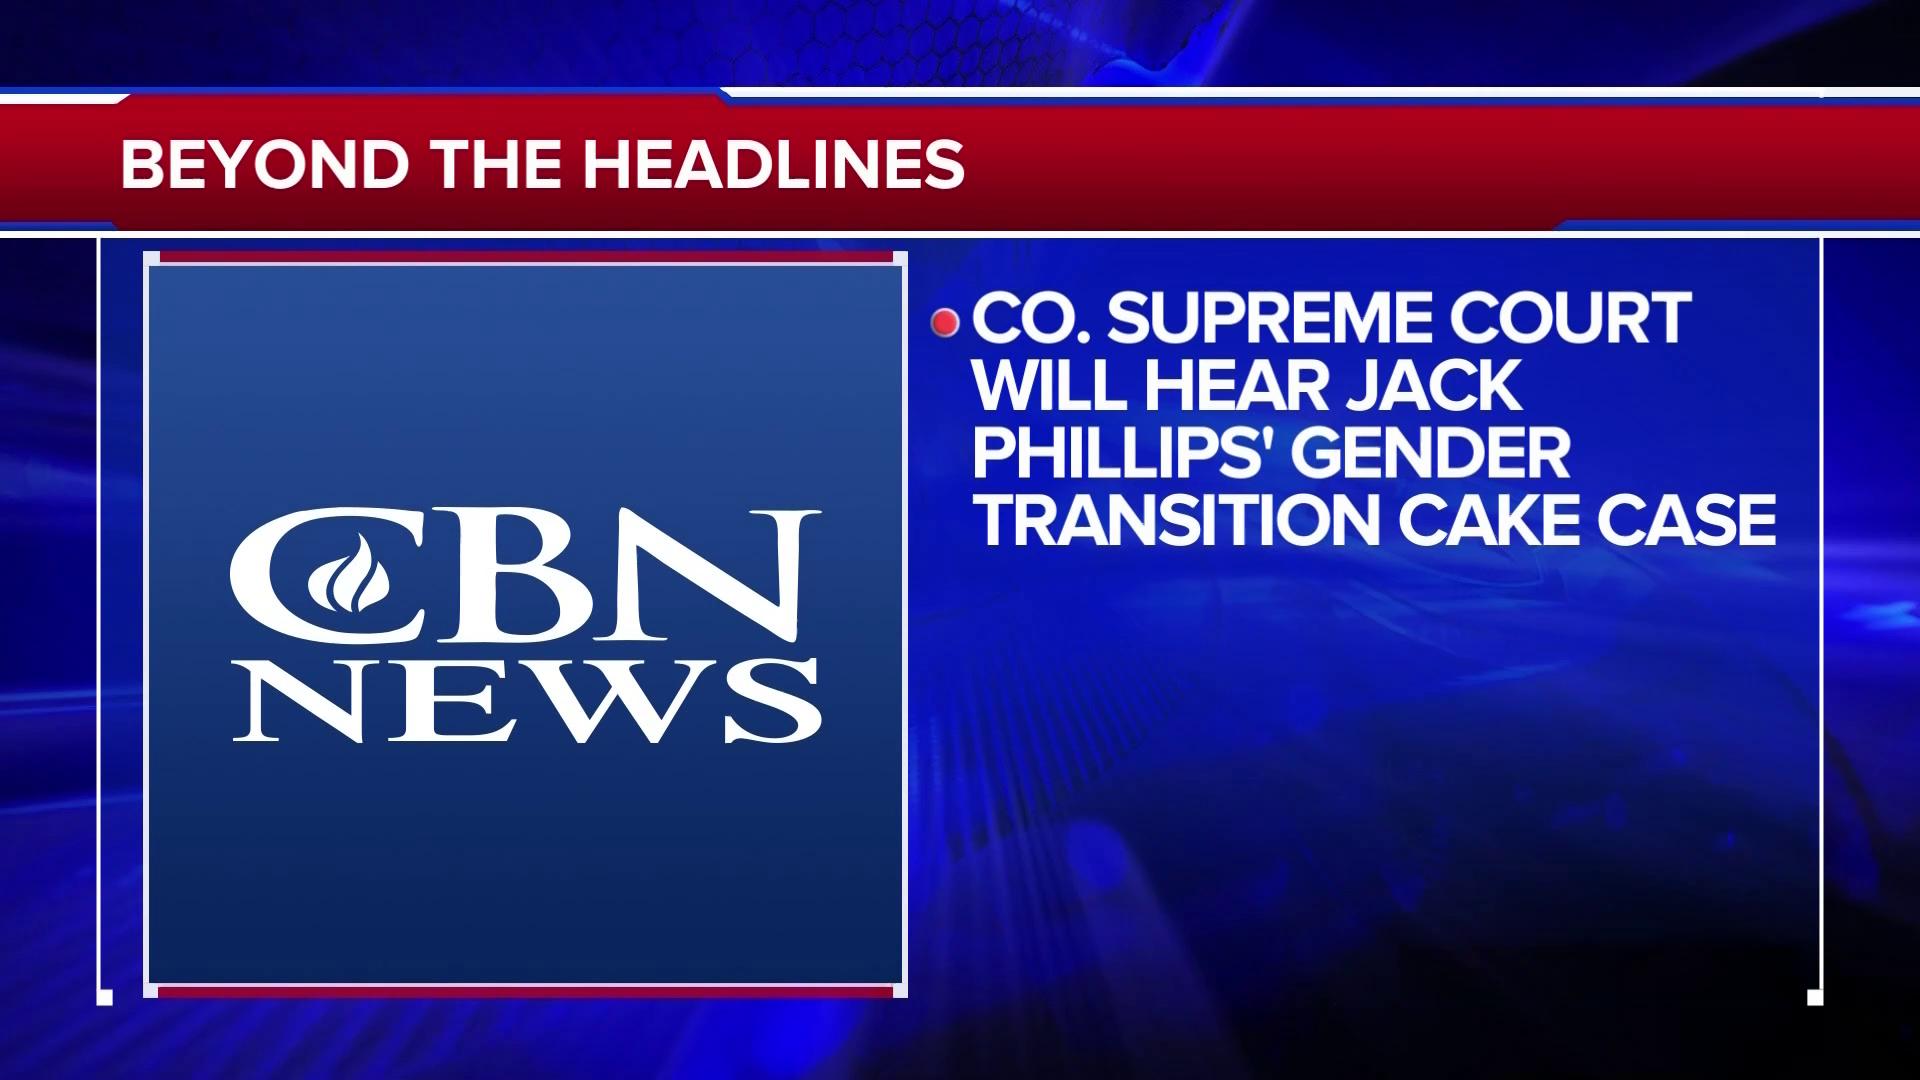 BEYOND THE HEADLINES
CBN
NEWS
CO. SUPREME COURT
WILL HEAR JACK
PHILLIPS' GENDER
TRANSITION CAKE CASE